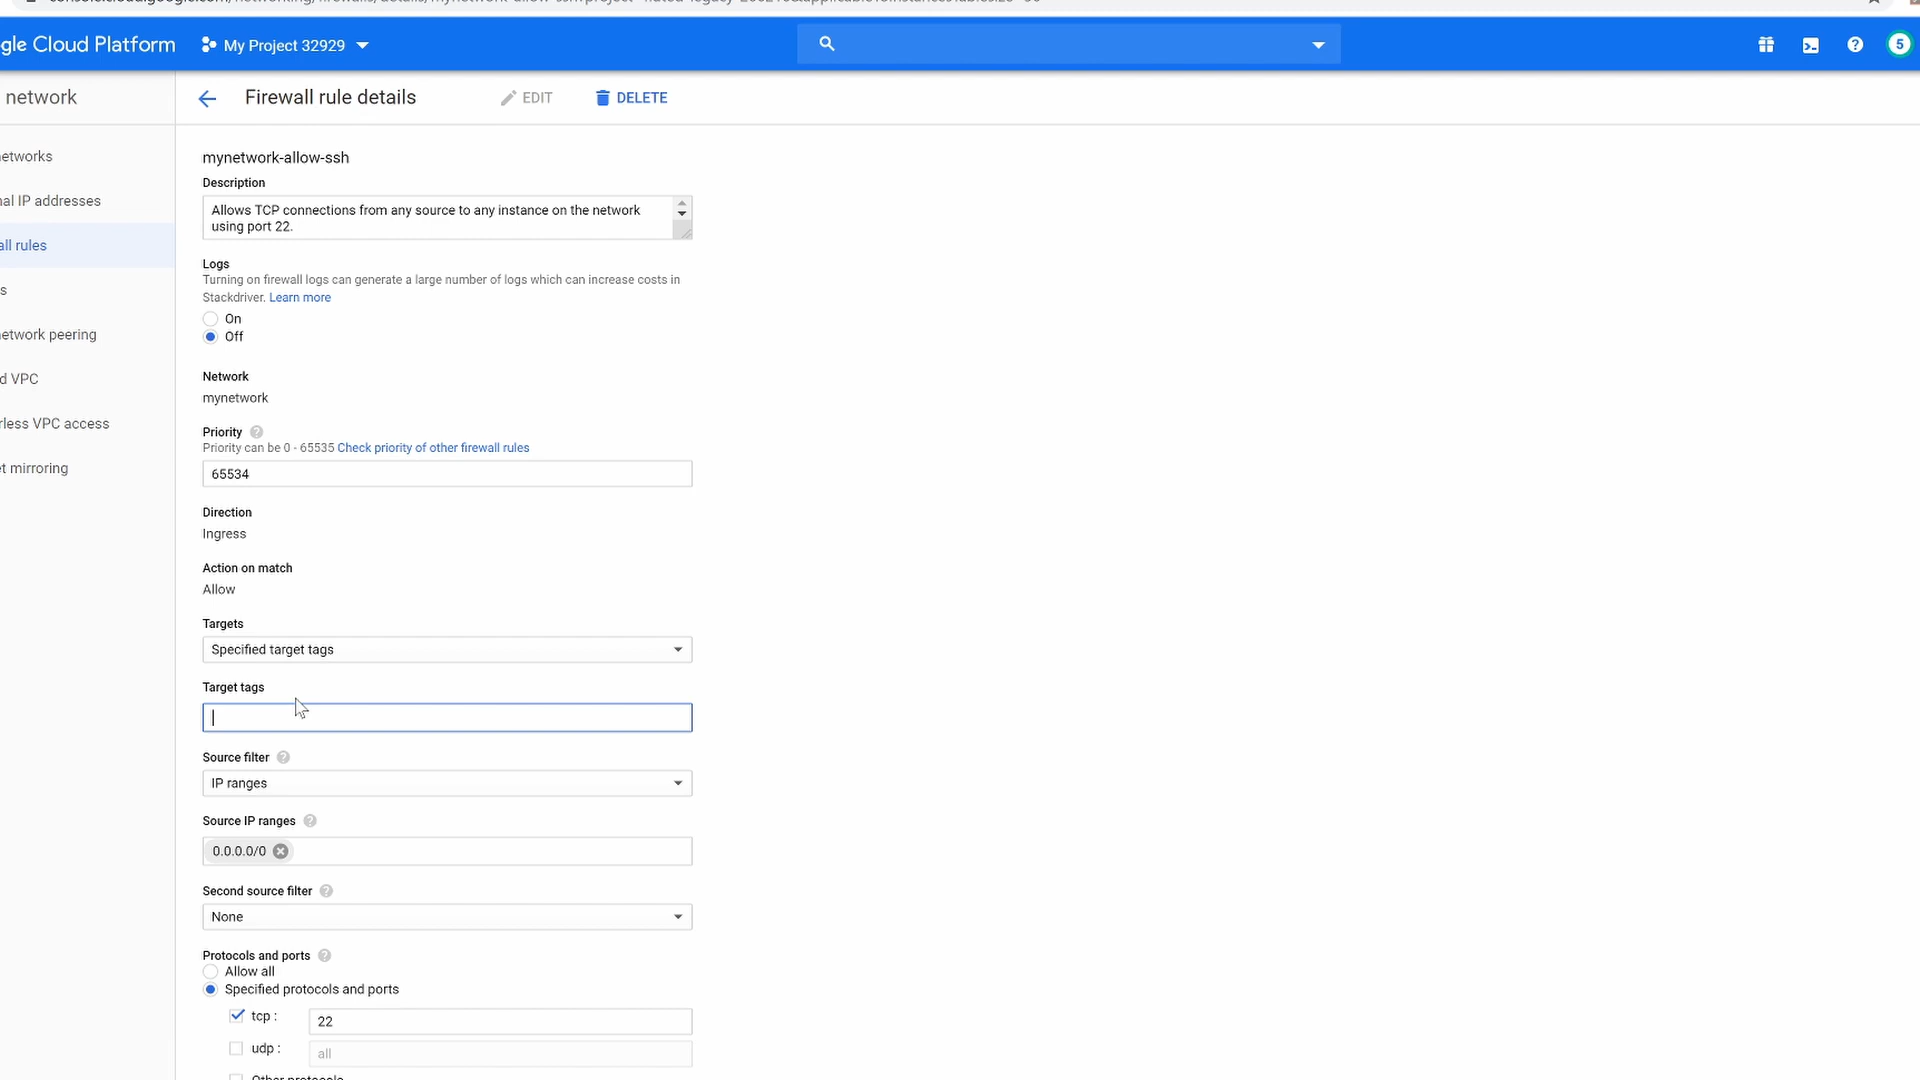 gle Cloud Platform
My Project 32929
5
network
Firewall rule details
EDIT
DELETE
etworks
nal IP addresses
all rules
s
etwork peering
d VPC
rless VPC access
et mirroring
mynetwork-allow-ssh
Description
Allows TCP connections from any source to any instance on the network
using port 22.
Logs
Turning on firewall logs can generate a large number of logs which can increase costs in
Stackdriver. Learn more
On
Off
Network
mynetwork
Priority
Priority can be 0 - 65535 Check priority of other firewall rules
65534
Direction
Ingress
Action on match
Allow
Targets
Specified target tags
Target tags
Source filter
IP ranges
Source IP ranges
0.0.0.0/0
Second source filter
None
Protocols and ports
Allow all
Specified protocols and ports
tcp :
22
udp :
all
Other protocols